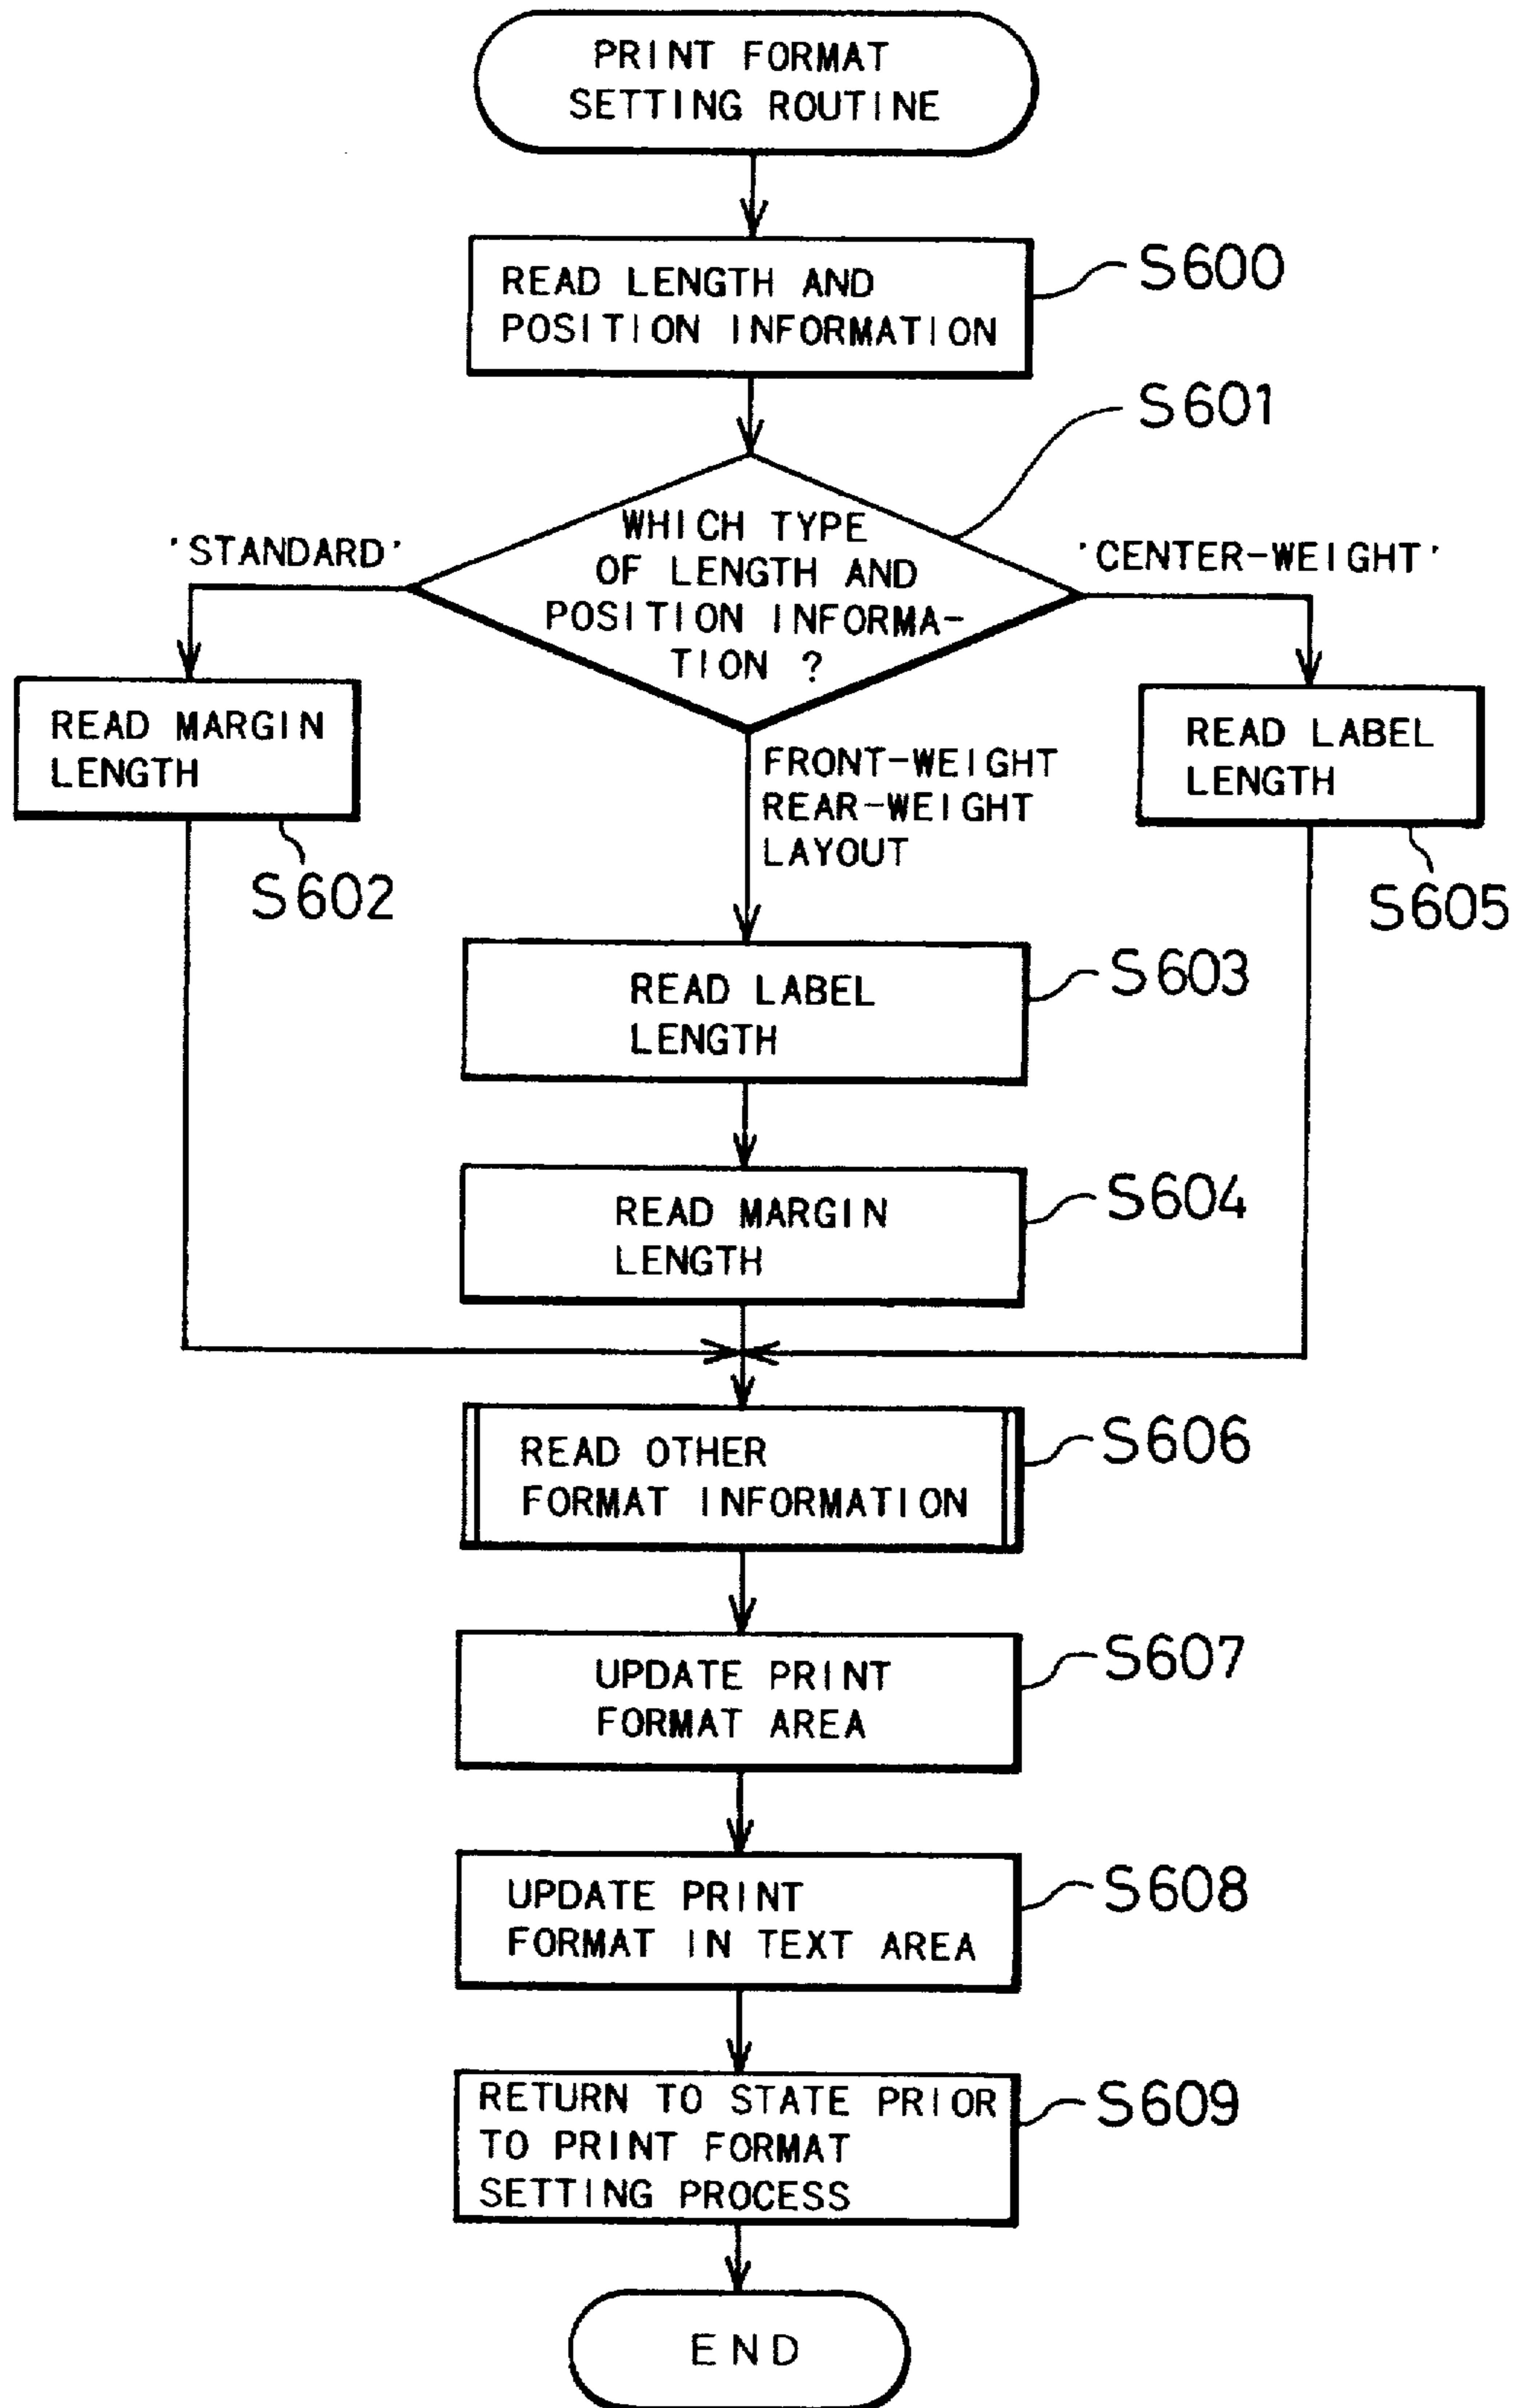 PRINT FORMAT
SETTING ROUTINE
READ LENGTH AND
POSITION INFORMATION
S600
S601
WHICH TYPE
OF LENGTH AND
POSITION INFORMA-
TION ?
'STANDARD'
'CENTER-WEIGHT'
READ MARGIN
LENGTH
S602
FRONT-WEIGHT
REAR-WEIGHT
LAYOUT
READ LABEL
LENGTH
S605
READ LABEL
LENGTH
S603
READ MARGIN
LENGTH
S604
READ OTHER
FORMAT INFORMATION
S606
UPDATE PRINT
FORMAT AREA
S607
UPDATE PRINT
FORMAT IN TEXT AREA
S608
RETURN TO STATE PRIOR
TO PRINT FORMAT
SETTING PROCESS
S609
END